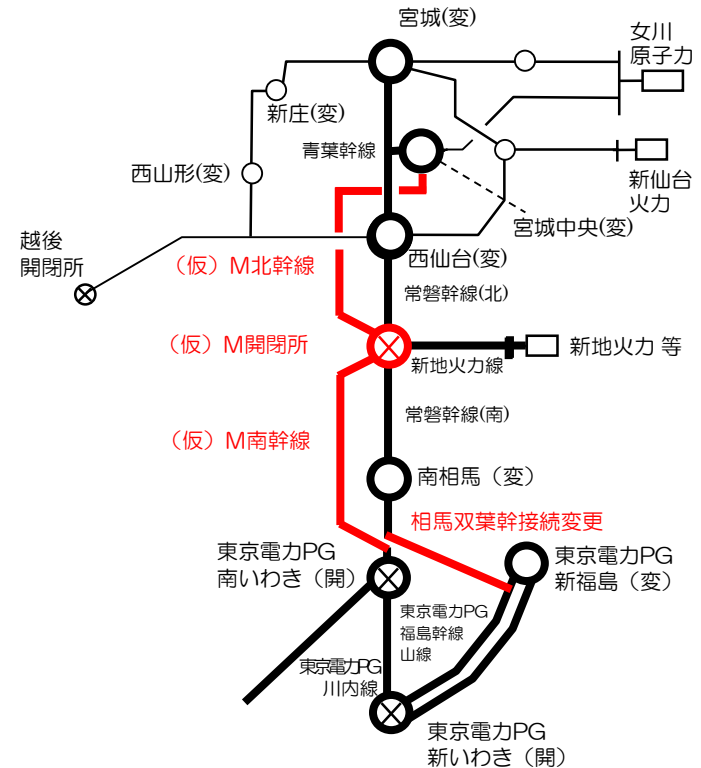 宮城(変)
女川
原子力
新庄(変)
青葉幹線
西山形(変)
新仙台
火力
宮城中央(変)
越後
開閉所
西仙台(変)
（仮）M北幹線
常磐幹線(北)
（仮）M開閉所
新地火力 等
新地火力線
常磐幹線(南)
（仮）M南幹線
南相馬（変）
相馬双葉幹接続変更
東京電力PG
南いわき（開）
東京電力PG
新福島（変）
東京電力PG
福島幹線
山線
東京電力PG
川内線
東京電力PG
新いわき（開）